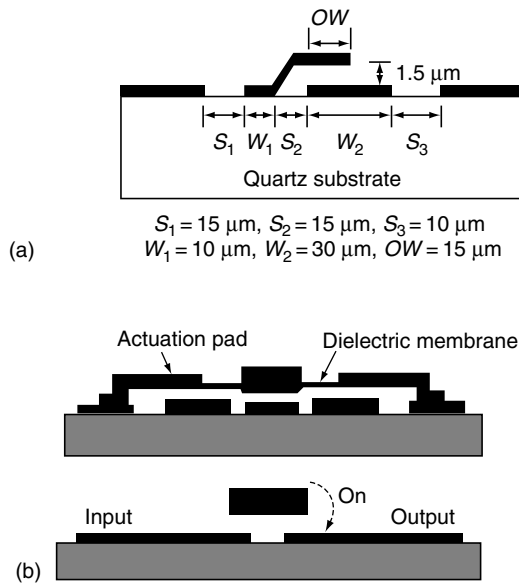 OW
1.5 μm
S1 W1 S2 W2 S3
Quartz substrate
S1 = 15 μm, S2 = 15 μm, S3 = 10 μm
W1 = 10 μm, W2 = 30 μm, OW = 15 μm
(a)
Actuation pad
Dielectric membrane
On
Input
Output
(b)